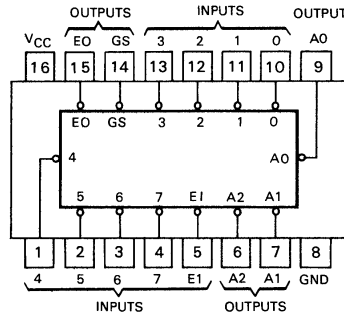 OUTPUTS INPUTS OUTPUT
VCC EO GS 3 2 1 0 A0
16 15 14 13 12 11 10 9
EO GS 3 2 1 0
4 A0
5 6 7 EI A2 A1
1 2 3 4 5 6 7 8
4 5 6 7 E1 A2 A1 GND
INPUTS OUTPUTS